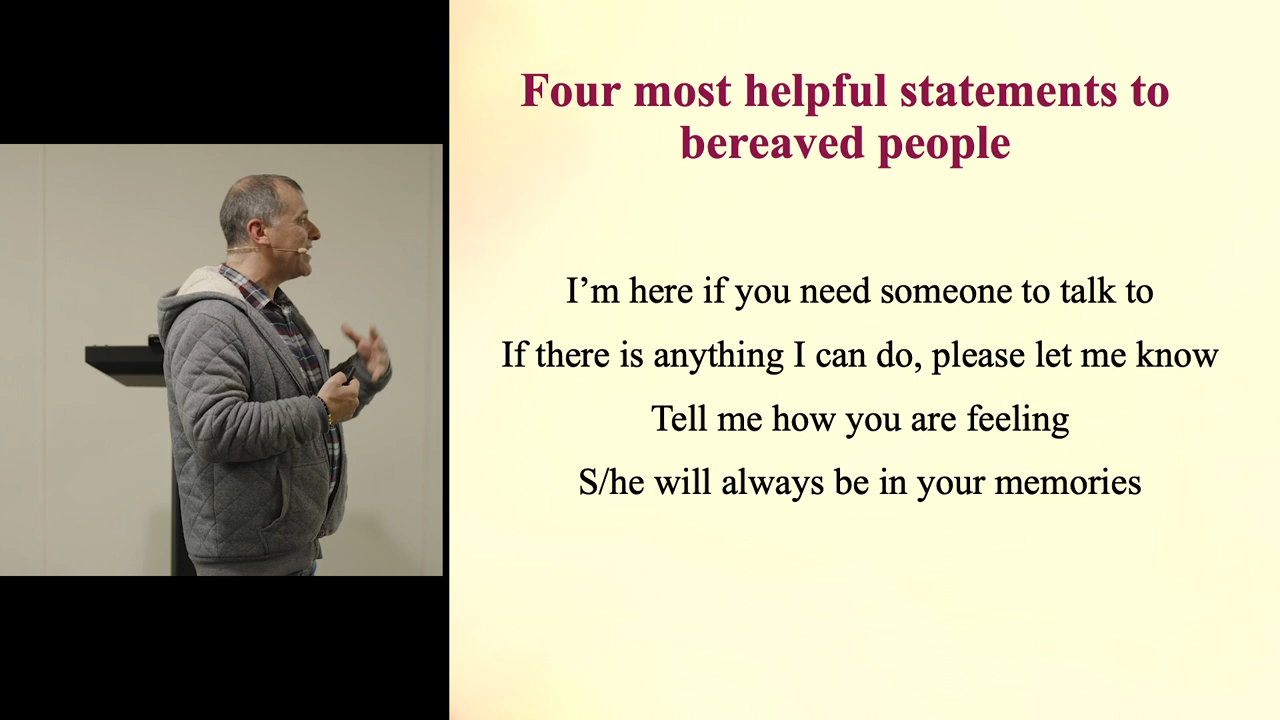 Four most helpful statements to
bereaved people
I’m here if you need someone to talk to
If there is anything I can do, please let me know
Tell me how you are feeling
S/he will always be in your memories